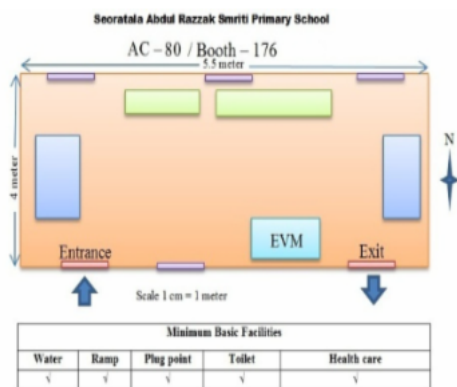 Seoratala Abdul Razzak Smriti Primary School
AC – 80 / Booth – 176
5.5 meter
4 meter
N
EVM
Entrance
Exit
Scale 1 cm = 1 meter
Minimum Basic Facilities
Water Ramp Plug point Toilet Health care
√ √ √ √ √